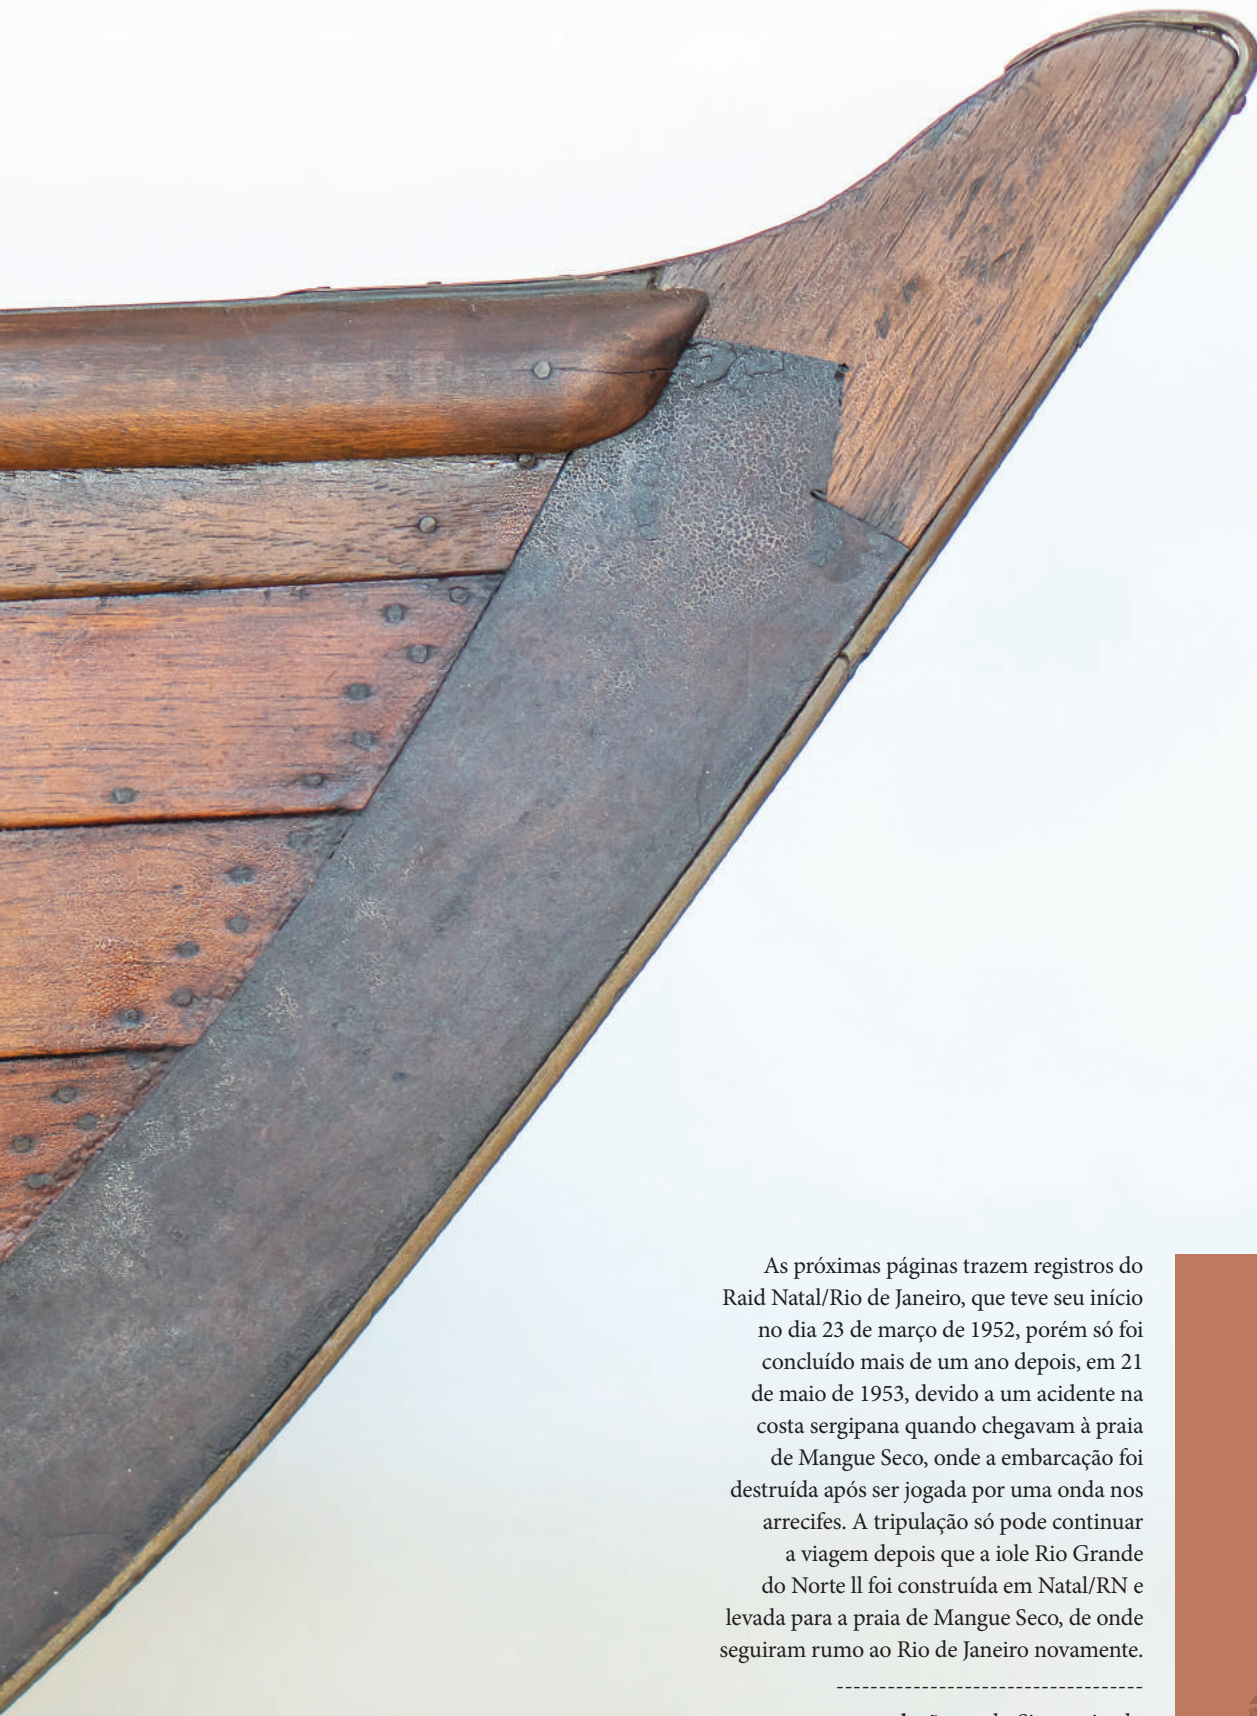 As próximas páginas trazem registros do
Raid Natal/Rio de Janeiro, que teve seu início
no dia 23 de março de 1952, porém só foi
concluído mais de um ano depois, em 21
de maio de 1953, devido a um acidente na
costa sergipana quando chegavam à praia
de Mangue Seco, onde a embarcação foi
destruída após ser jogada por uma onda nos
arrecifes. A tripulação só pode continuar
a viagem depois que a iole Rio Grande
do Norte ll foi construída em Natal/RN e
levada para a praia de Mangue Seco, de onde
seguiram rumo ao Rio de Janeiro novamente.
------------------------------------